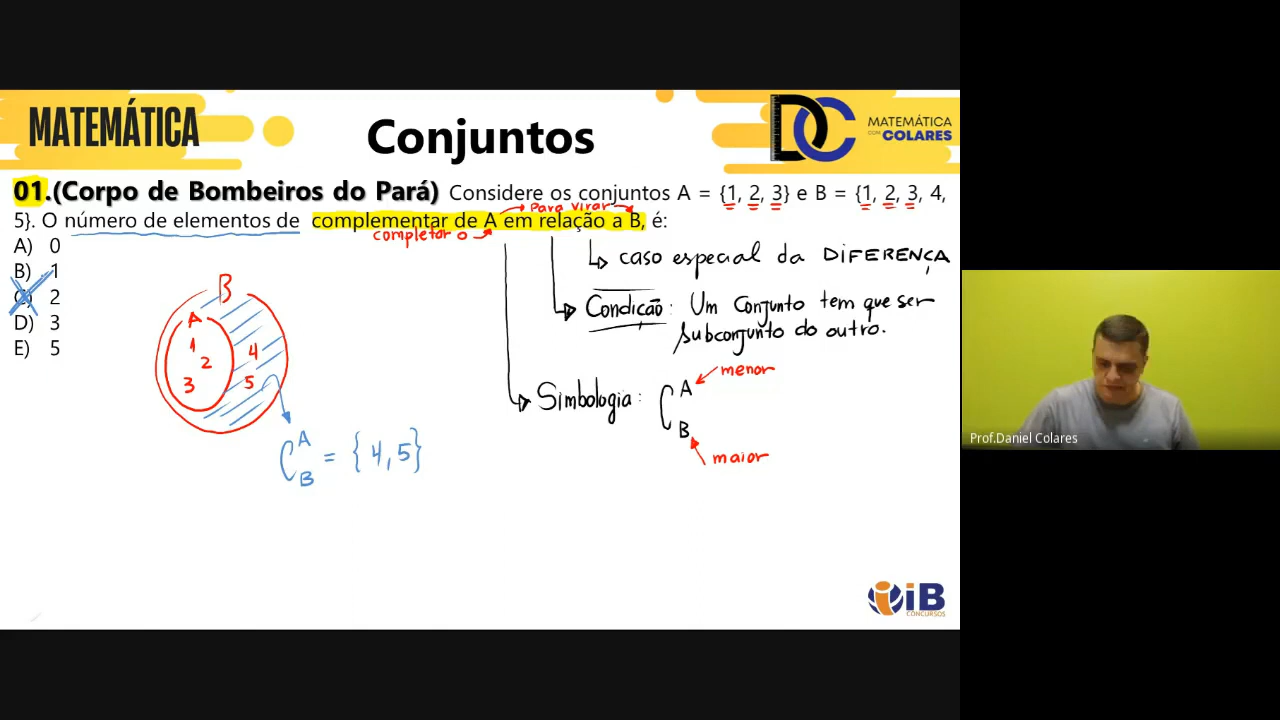 MATEMÁTICA
Conjuntos
DC MATEMÁTICA
COM COLARES
01.(Corpo de Bombeiros do Pará) Considere os conjuntos A = {1, 2, 3} e B = {1, 2, 3, 4,
para virar
5}. O número de elementos de complementar de A em relação a B, é:
completar o
A) 0
B) 1
C) 2
D) 3
E) 5
caso especial da DIFERENÇA
Condição: Um conjunto tem que ser
subconjunto do outro.
Simbologia: C A B
menor
maior
B
A
1
2
3
4
5
C A B = {4,5}
Prof.Daniel Colares
iB
CONCURSOS